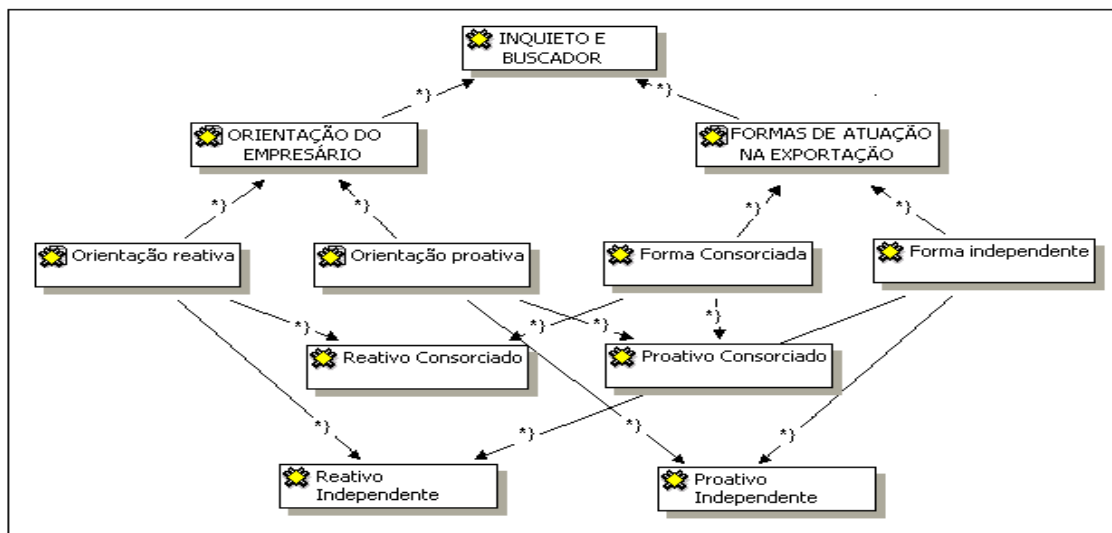 INQUIETO E
BUSCADOR
*}
*}
ORIENTAÇÃO DO
EMPRESÁRIO
FORMAS DE ATUAÇÃO
NA EXPORTAÇÃO
*}
*}
*}
*}
Orientação reativa
Orientação proativa
Forma Consorciada
Forma independente
*}
*}
*}
*}
Reativo Consorciado
Proativo Consorciado
*}
*}
*}
*}
Reativo
Independente
Proativo
Independente